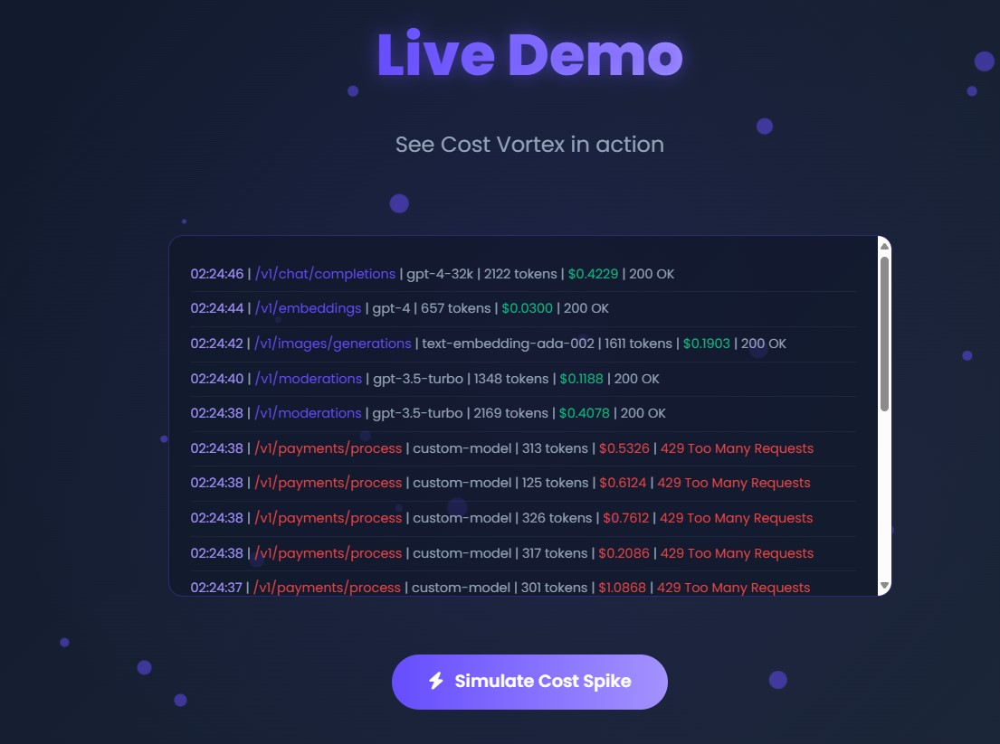 Live Demo
See Cost Vortex in action
02:24:46 | /v1/chat/completions | gpt-4-32k | 2122 tokens | $0.4229 | 200 OK
02:24:44 | /v1/embeddings | gpt-4 | 657 tokens | $0.0300 | 200 OK
02:24:42 | /v1/images/generations | text-embedding-ada-002 | 1611 tokens | $0.1903 | 200 OK
02:24:40 | /v1/moderations | gpt-3.5-turbo | 1348 tokens | $0.1188 | 200 OK
02:24:38 | /v1/moderations | gpt-3.5-turbo | 2169 tokens | $0.4078 | 200 OK
02:24:38 | /v1/payments/process | custom-model | 313 tokens | $0.5326 | 429 Too Many Requests
02:24:38 | /v1/payments/process | custom-model | 125 tokens | $0.6124 | 429 Too Many Requests
02:24:38 | /v1/payments/process | custom-model | 326 tokens | $0.7612 | 429 Too Many Requests
02:24:38 | /v1/payments/process | custom-model | 317 tokens | $0.2086 | 429 Too Many Requests
02:24:37 | /v1/payments/process | custom-model | 301 tokens | $1.0868 | 429 Too Many Requests
Simulate Cost Spike